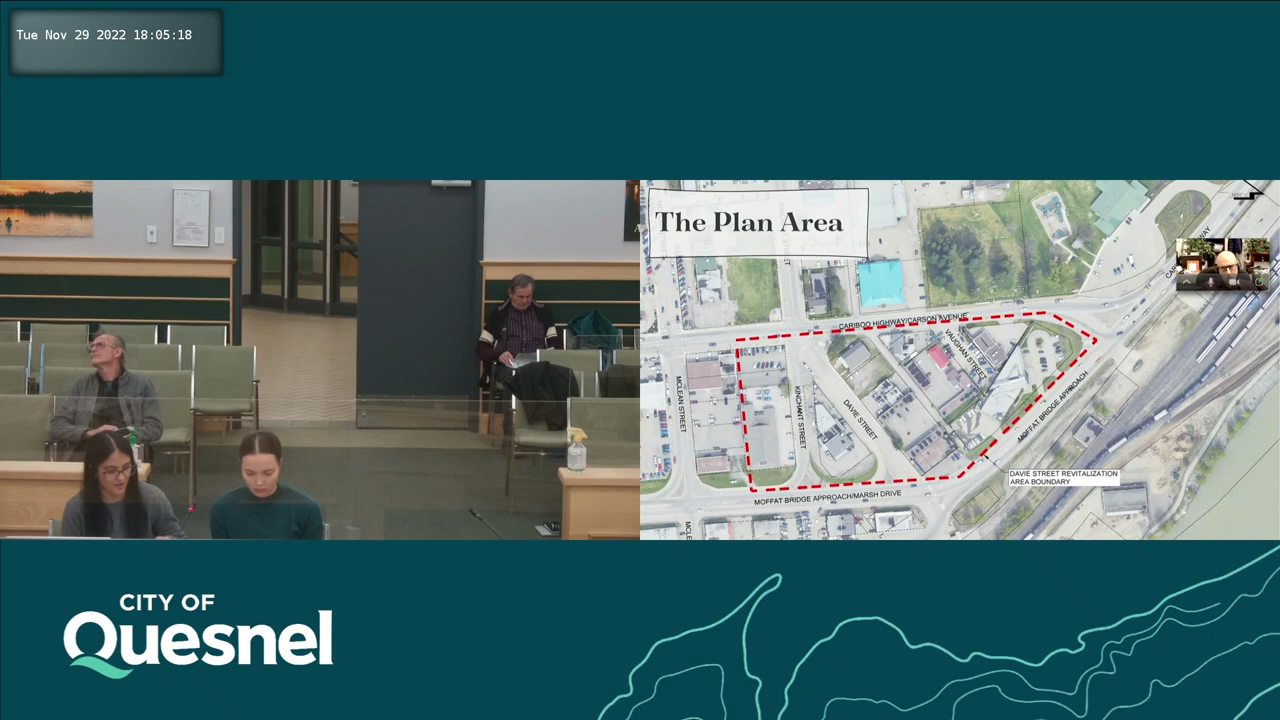 Tue Nov 29 2022 18:05:18
The Plan Area
CARIBOO HIGHWAY/CARSON AVENUE
VAUGHAN STREET
MCLEAN STREET
KINCHANT STREET
DAVIE STREET
MOFFAT BRIDGE APPROACH
DAVIE STREET REVITALIZATION
AREA BOUNDARY
MOFFAT BRIDGE APPROACH/MARSH DRIVE
CITY OF
Quesnel